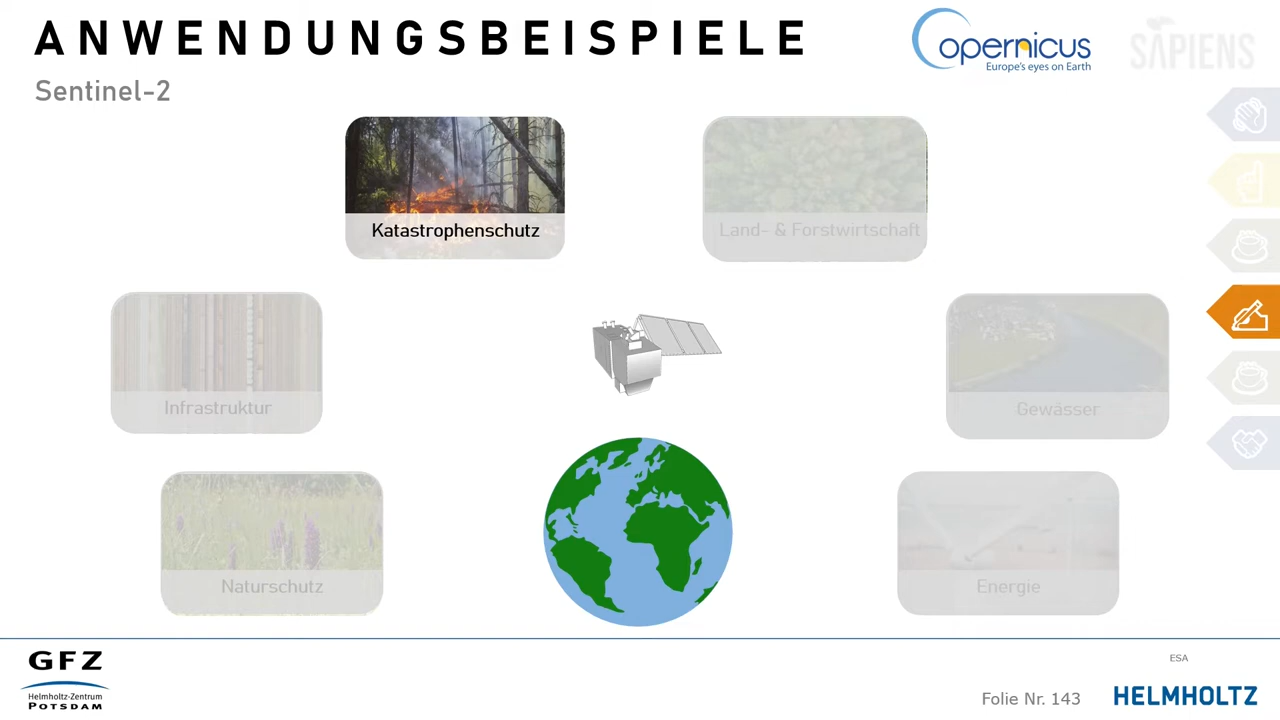 ANWENDUNGSBEISPIELE
Copernicus
Europe's eyes on Earth
SAPIENS
Sentinel-2
Katastrophenschutz
Land- & Forstwirtschaft
Infrastruktur
Gewässer
Naturschutz
Energie
GFZ
Helmholtz-Zentrum
POTSDAM
ESA
Folie Nr. 143
HELMHOLTZ